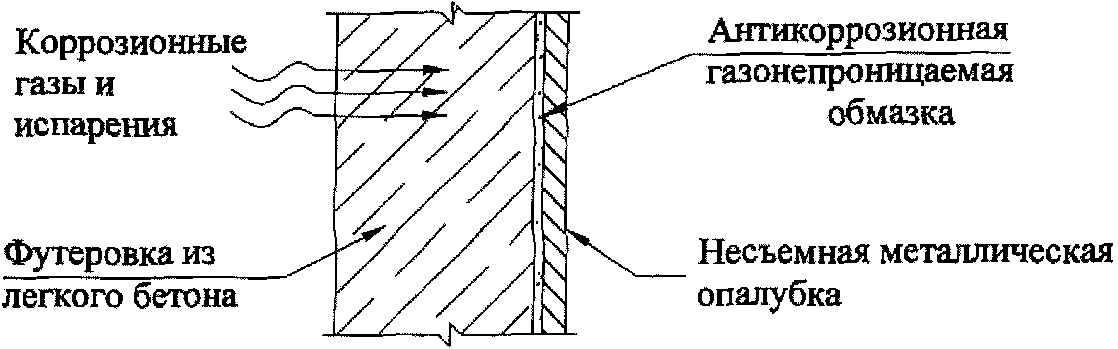 Коррозионные
газы и
испарения
Антикоррозионная
газонепроницаемая
обмазка
Футеровка из
легкого бетона
Несъемная металлическая
опалубка